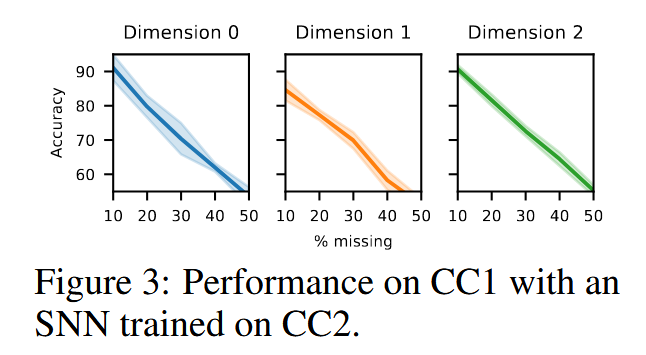 Dimension 0 Dimension 1 Dimension 2
Accuracy
90
80
70
60
10 20 30 40 50 10 20 30 40 50 10 20 30 40 50
% missing
Figure 3: Performance on CC1 with an
SNN trained on CC2.